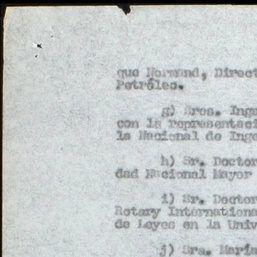 que Normand, Direct
Petróleo.
g) Sres. Inge
con la representaci
la Nacional de Inge
h) Sr. Doctor
dad Nacional Mayor
i) Sr. Doctor
Rotary Internationa
de Leyes en la Univ
j) Sra. María